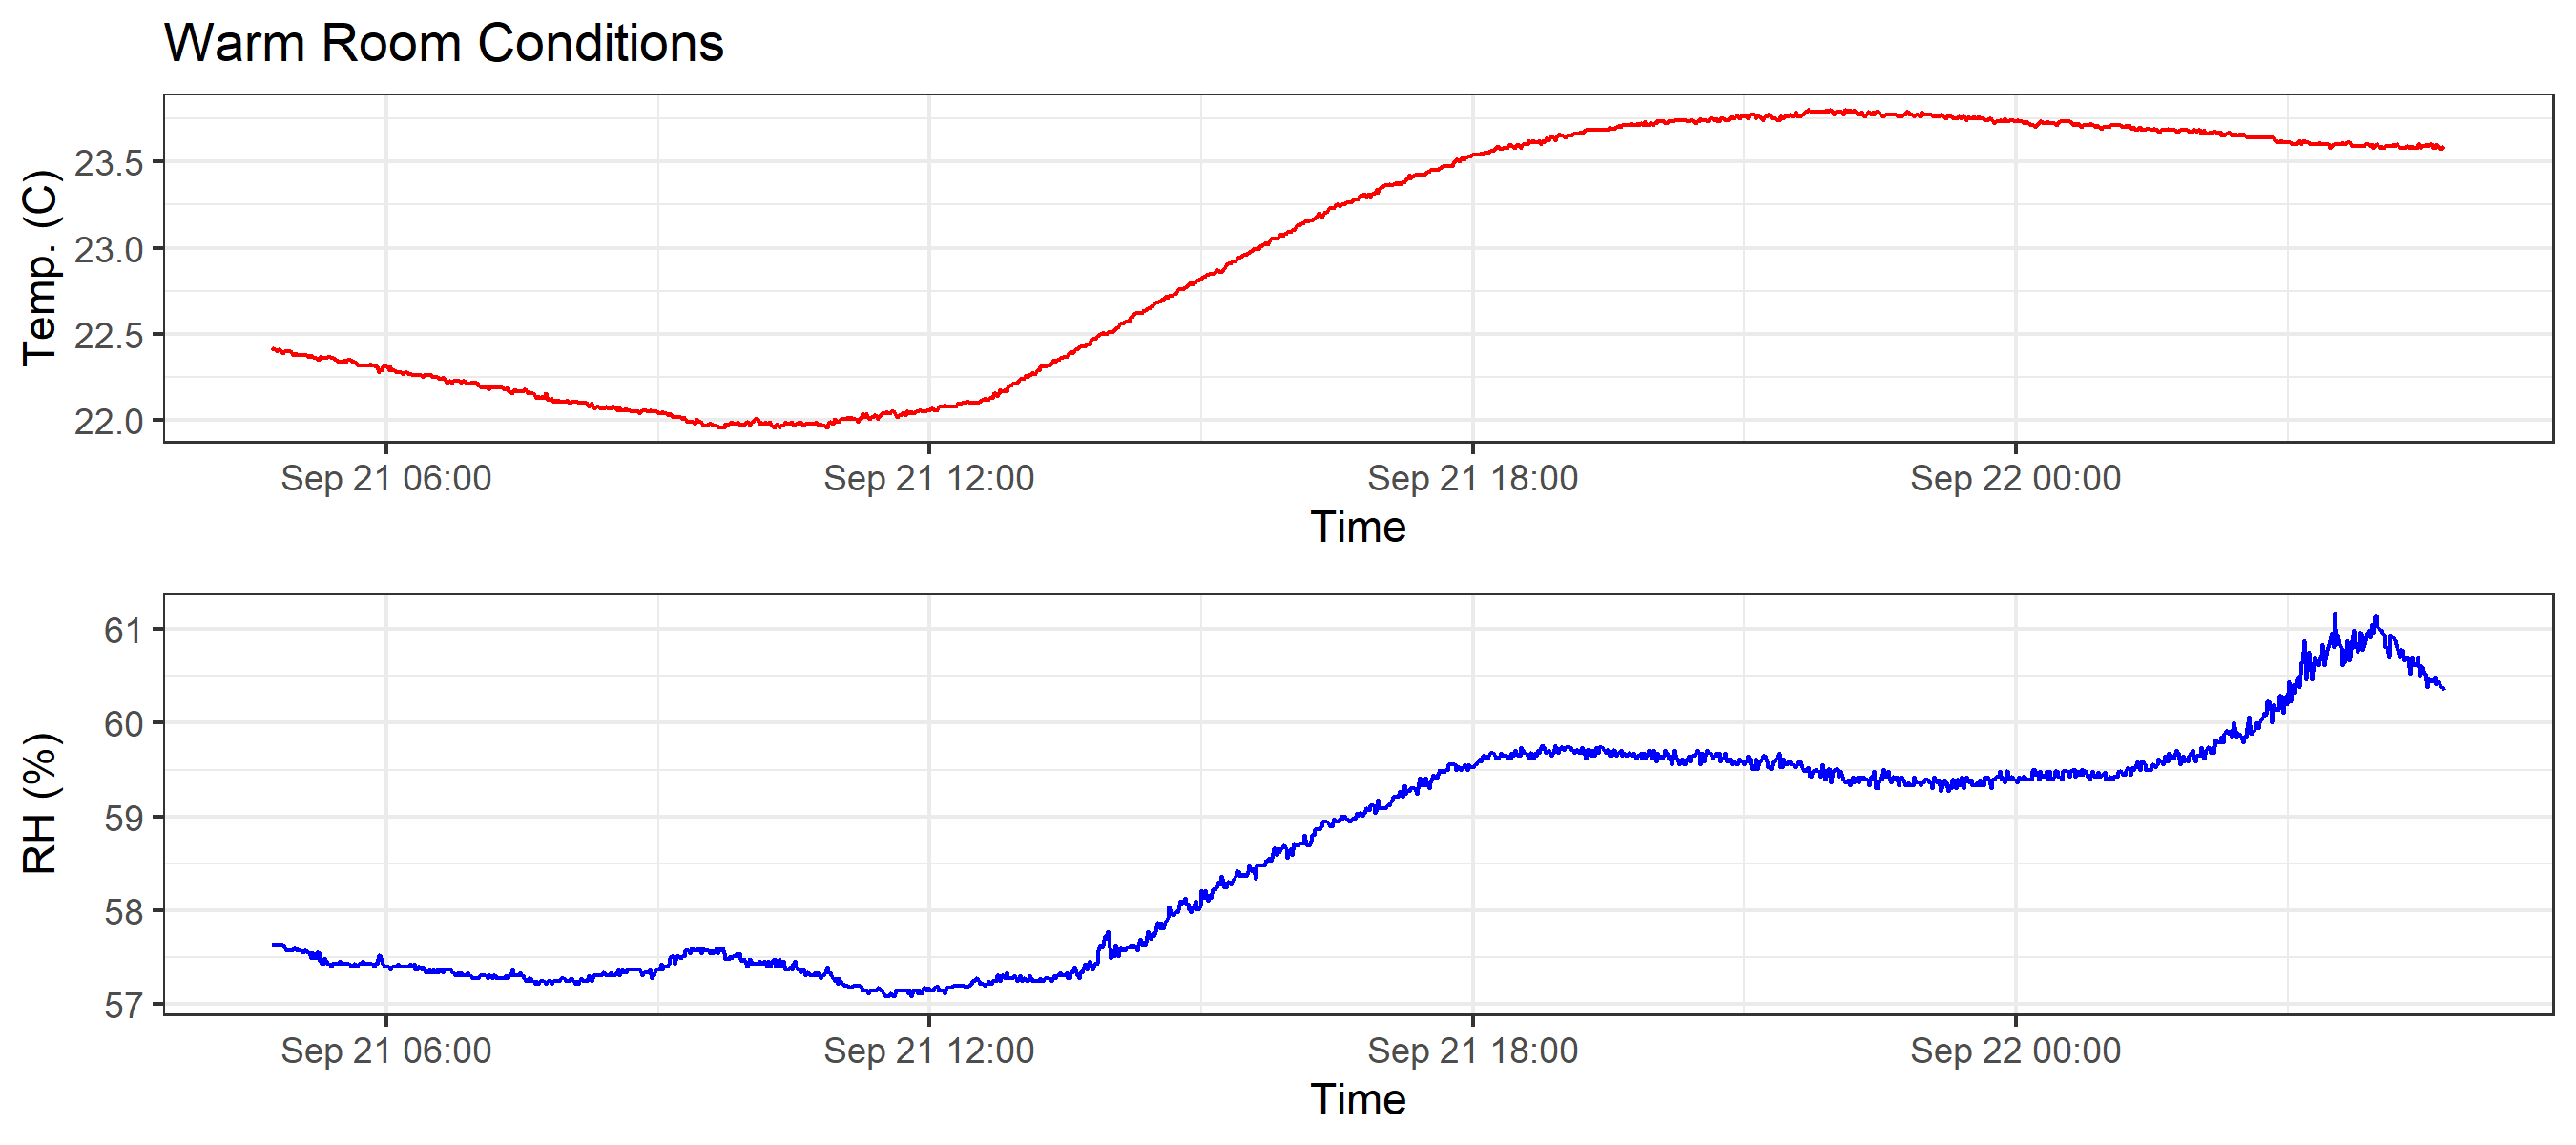 Warm Room Conditions
Temp. (C)
23.5
23.0
22.5
22.0
Sep 21 06:00 Sep 21 12:00 Sep 21 18:00 Sep 22 00:00
Time
RH (%)
61
60
59
58
57
Sep 21 06:00 Sep 21 12:00 Sep 21 18:00 Sep 22 00:00
Time